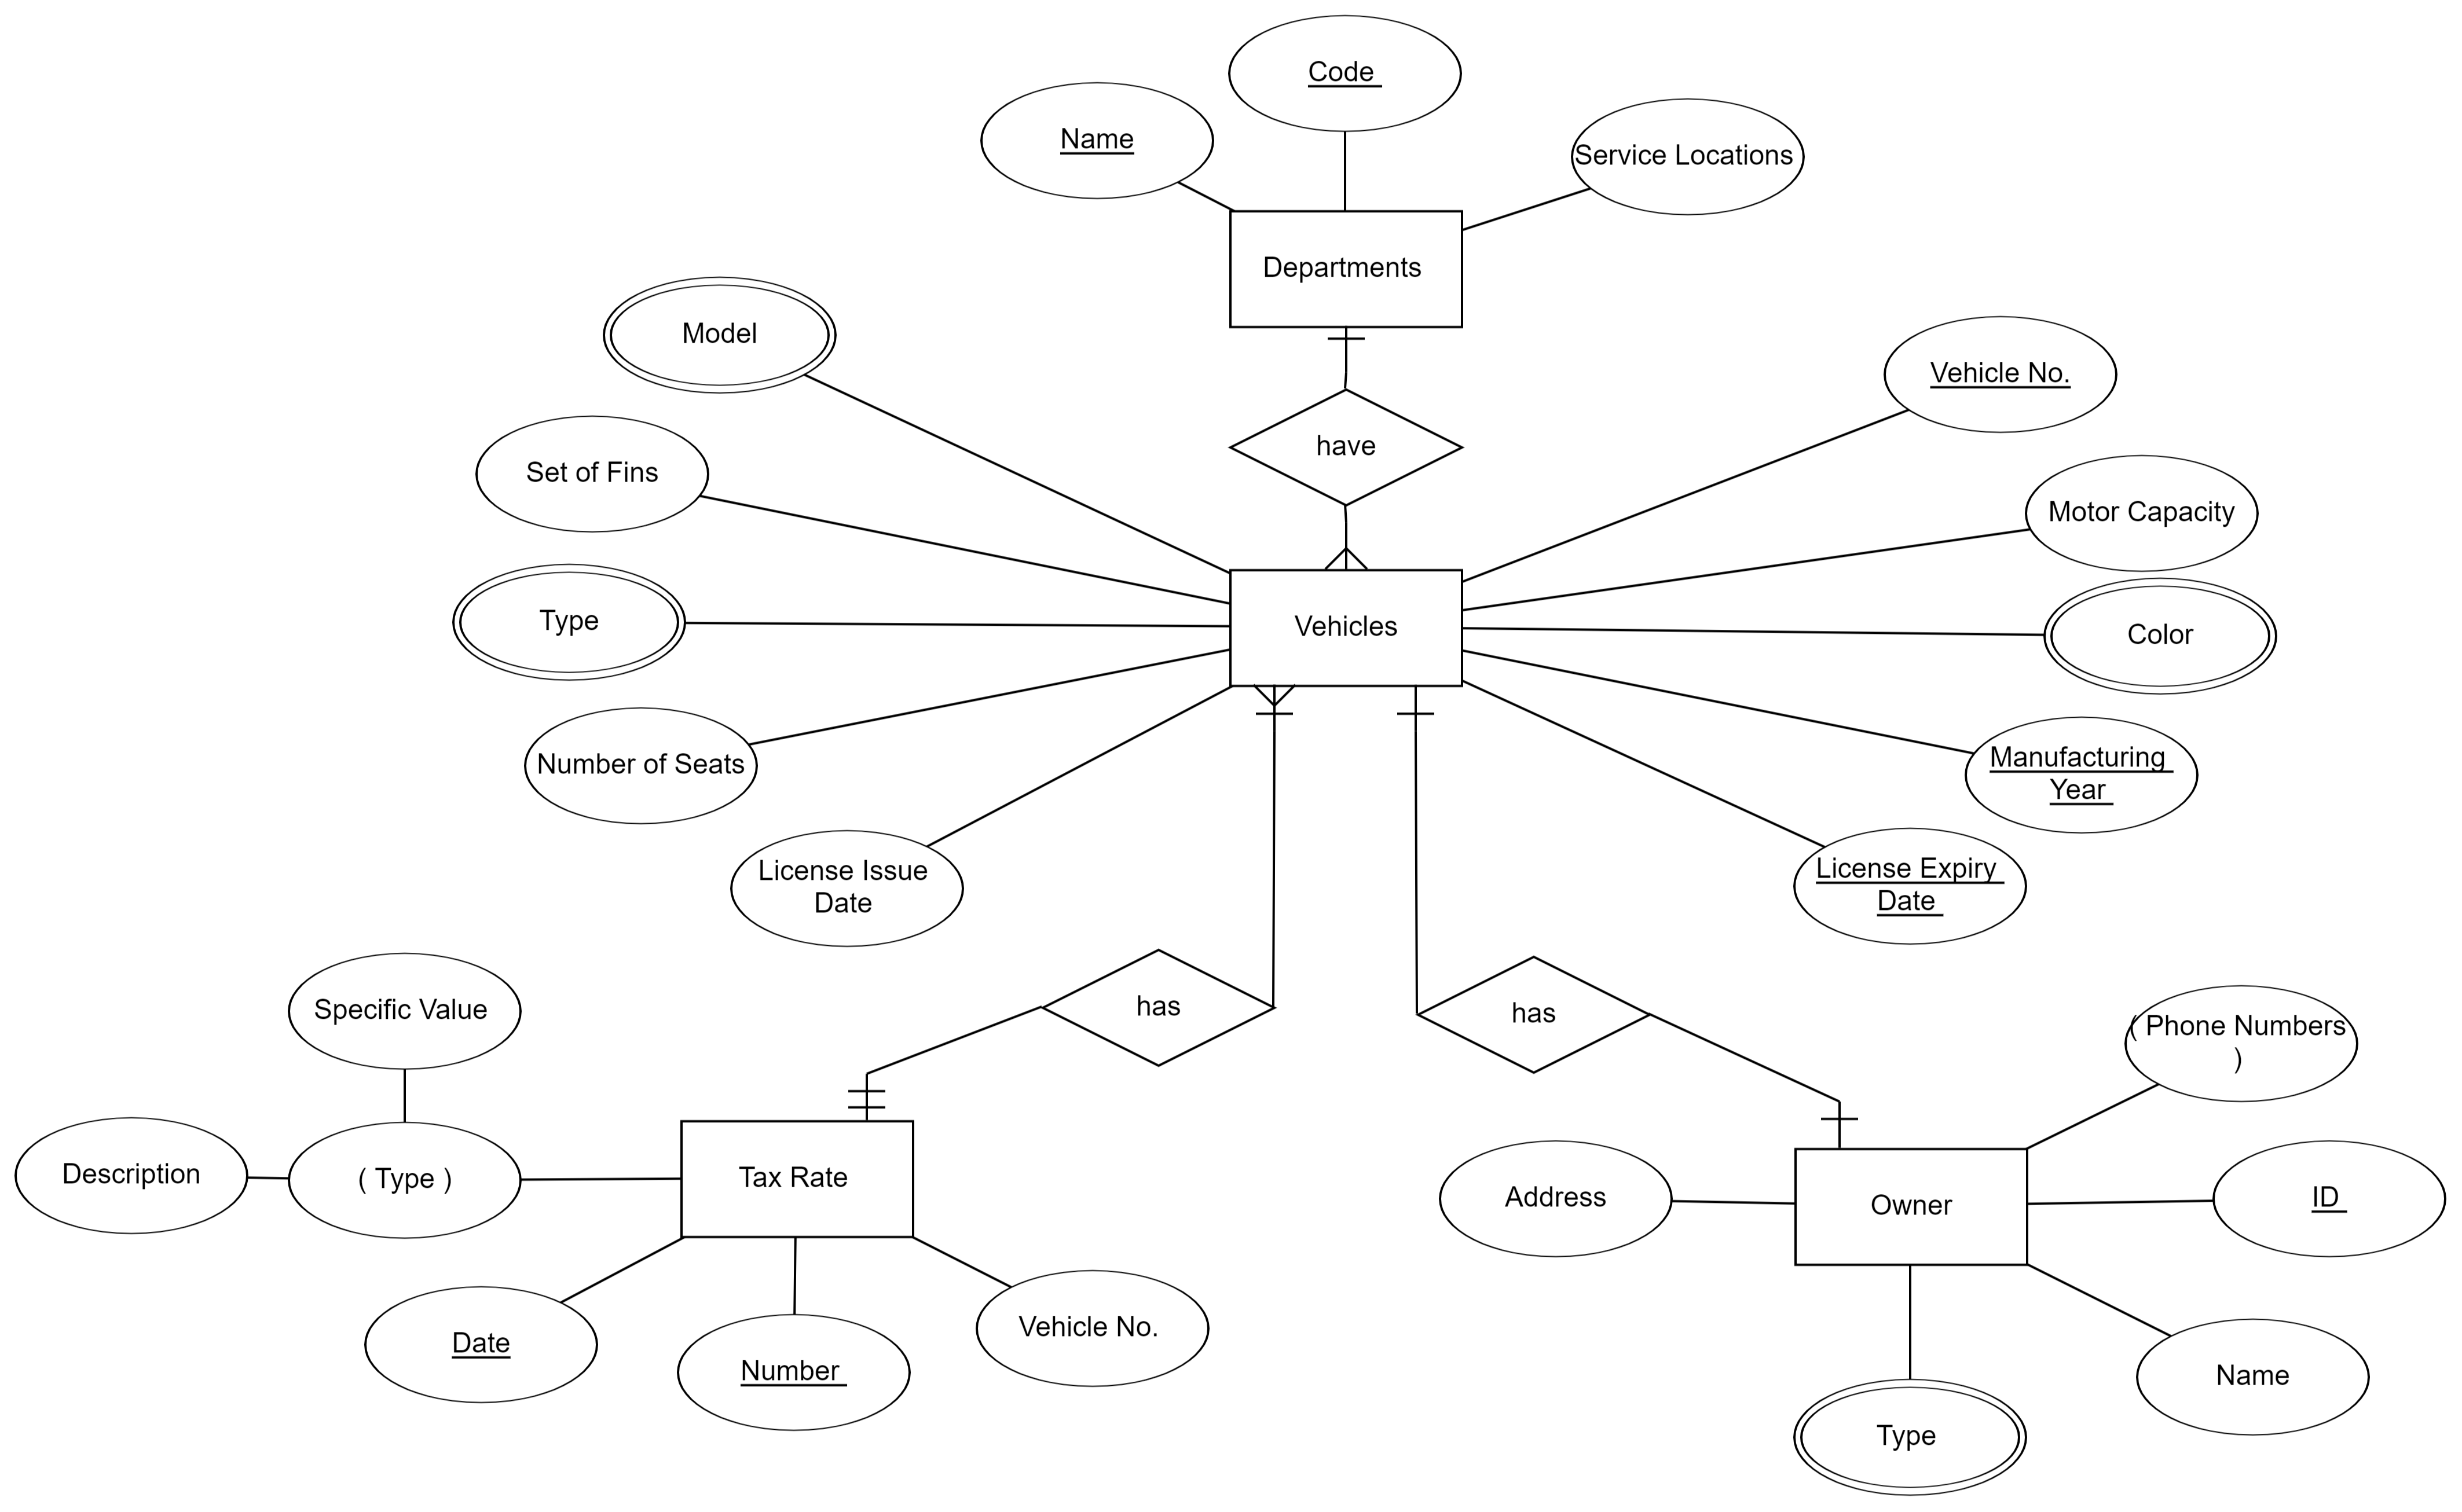 Code
Name
Service Locations
Departments
Model
Vehicle No.
have
Set of Fins
Motor Capacity
Type
Vehicles
Color
Number of Seats
Manufacturing
Year
License Issue
Date
License Expiry
Date
Specific Value
has
has
( Phone Numbers
)
Description
( Type )
Tax Rate
Address
Owner
ID
Date
Number
Vehicle No.
Name
Type